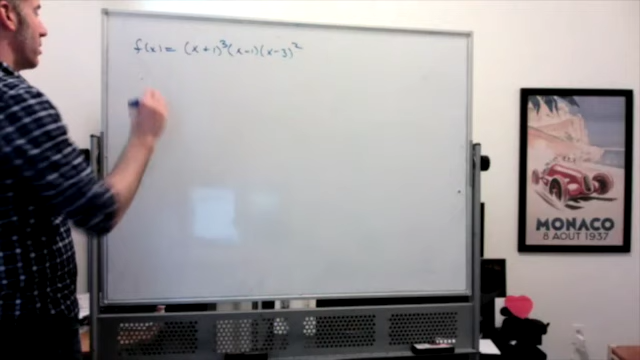 f(x) = (x+1)³(x-1)(x-3)²
MONACO
8 AOUT 1937